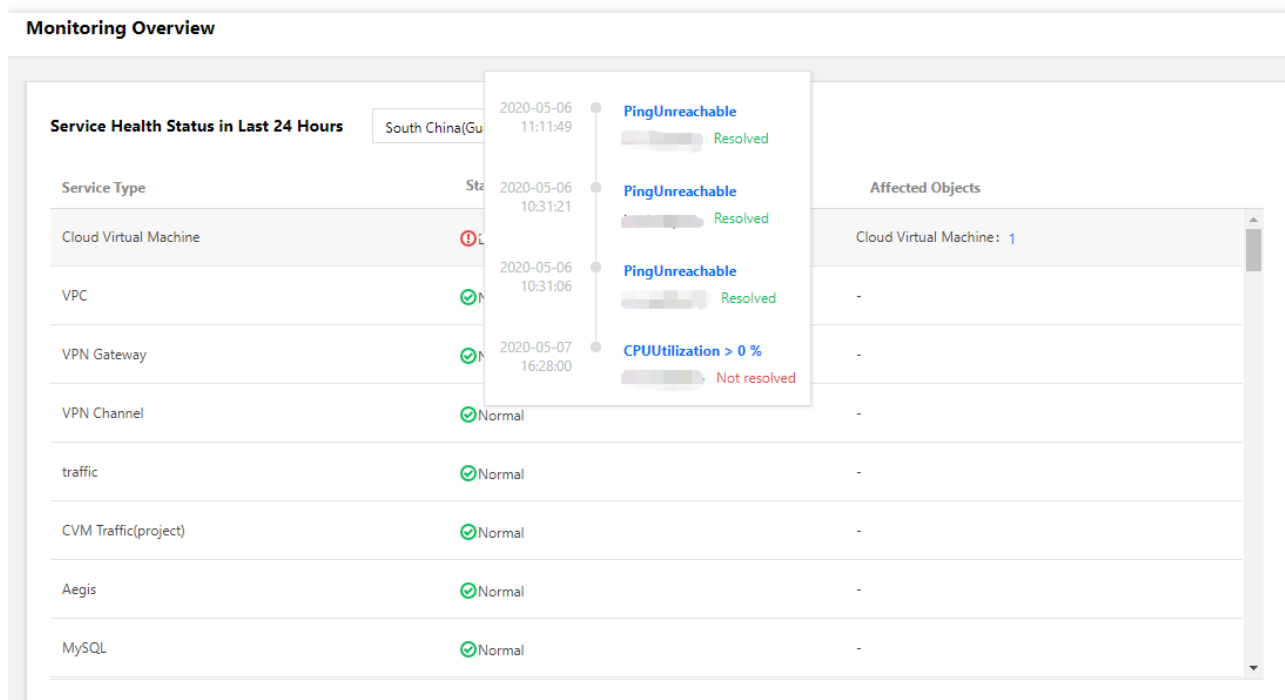 Monitoring Overview
Service Health Status in Last 24 Hours
South China(Gu
Service Type
Sta
Affected Objects
2020-05-06
11:11:49
PingUnreachable
Resolved
2020-05-06
10:31:21
PingUnreachable
Resolved
2020-05-06
10:31:06
PingUnreachable
Resolved
2020-05-07
16:28:00
CPUUtilization > 0 %
Not resolved
Cloud Virtual Machine
Cloud Virtual Machine: 1
VPC
N
-
VPN Gateway
N
-
VPN Channel
Normal
-
traffic
Normal
-
CVM Traffic(project)
Normal
-
Aegis
Normal
-
MySQL
Normal
-